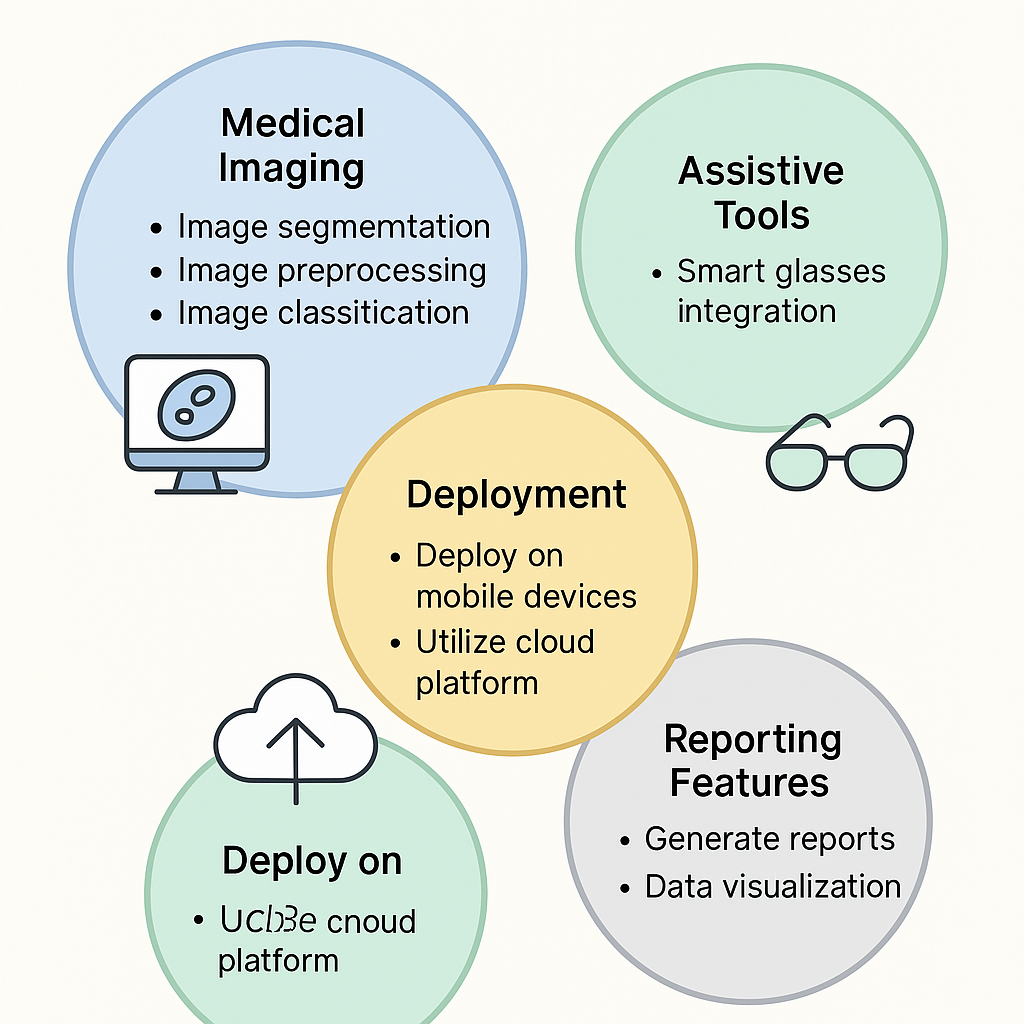 Medical
Imaging
• Image segmemtation
• Image preprocessing
• Image classitication
Assistive
Tools
• Smart glasses
integration
Deployment
• Deploy on
mobile devices
• Utilize cloud
platform
Reporting
Features
• Generate reports
• Data visualization
Deploy on
• cnoud
platform